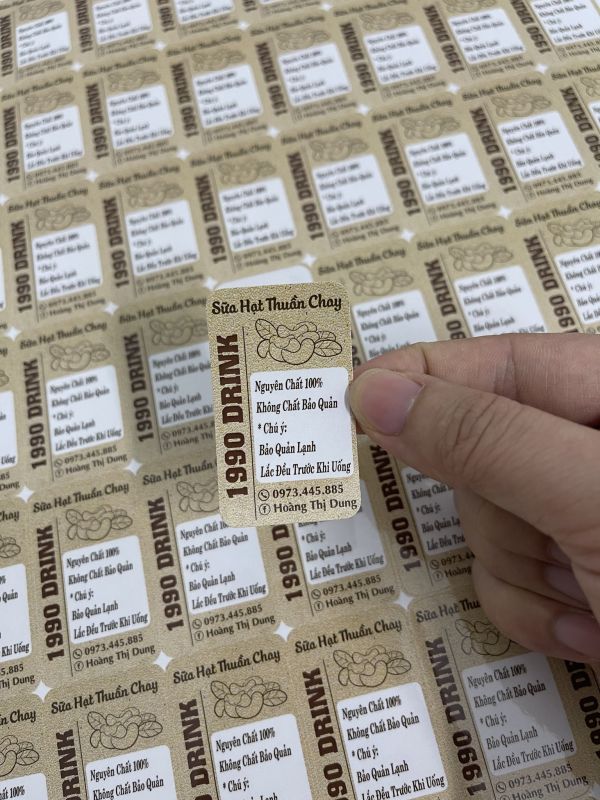 Sữa Hạt Thuần Chay
1990 DRINK
Nguyên Chất 100%
Không Chất Bảo Quản
* Chú ý:
Bảo Quản Lạnh
Lắc Đều Trước Khi Uống
0973.445.885
Hoàng Thị Dung